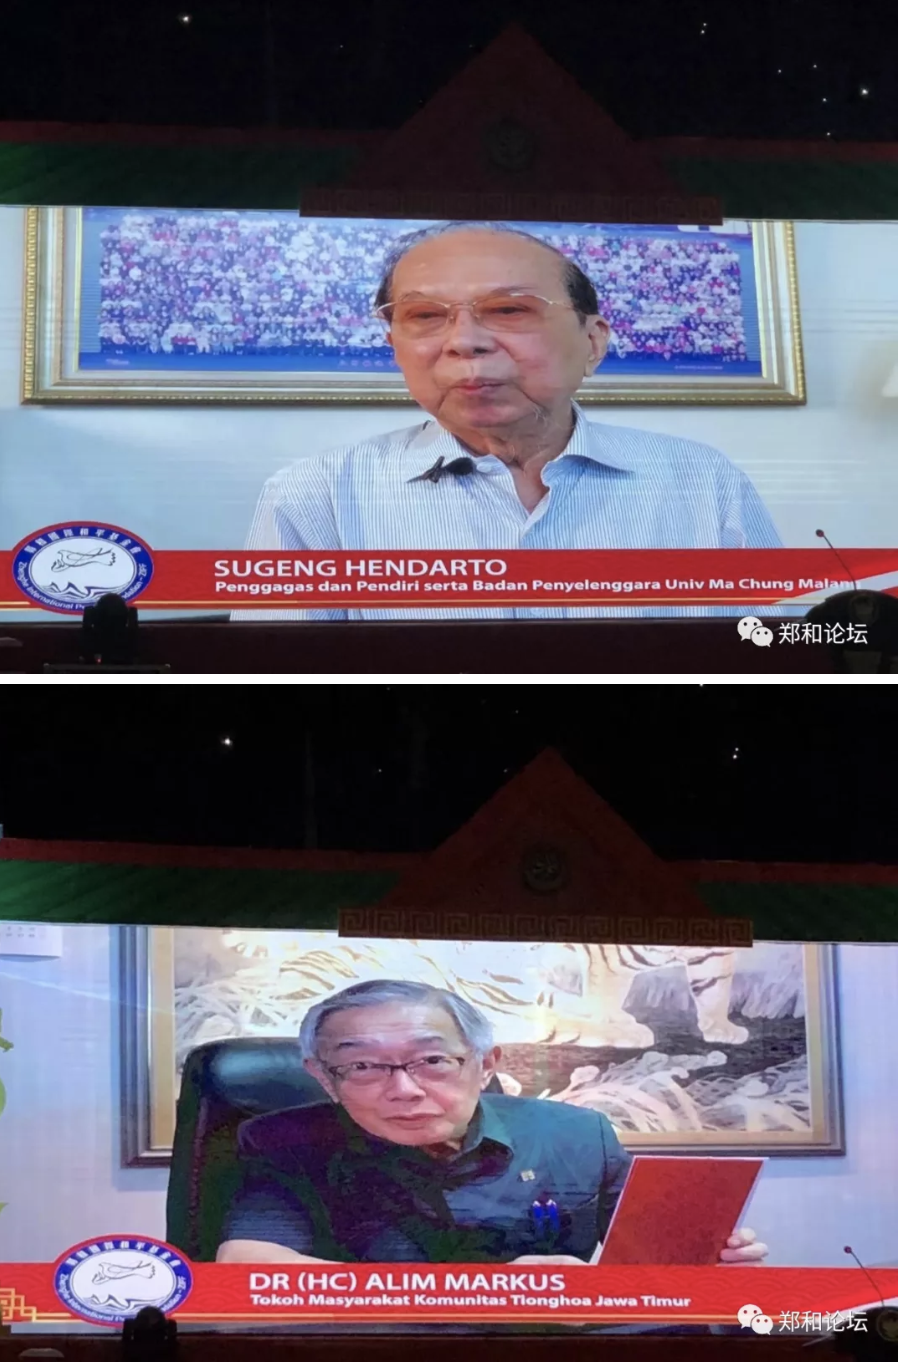 SUGENG HENDARTO
Penggagas dan Pendiri serta Badan Penyelenggara Univ Ma Chung Malang
郑和论坛
DR (HC) ALIM MARKUS
Tokoh Masyarakat Komunitas Tionghoa Jawa Timur
郑和论坛